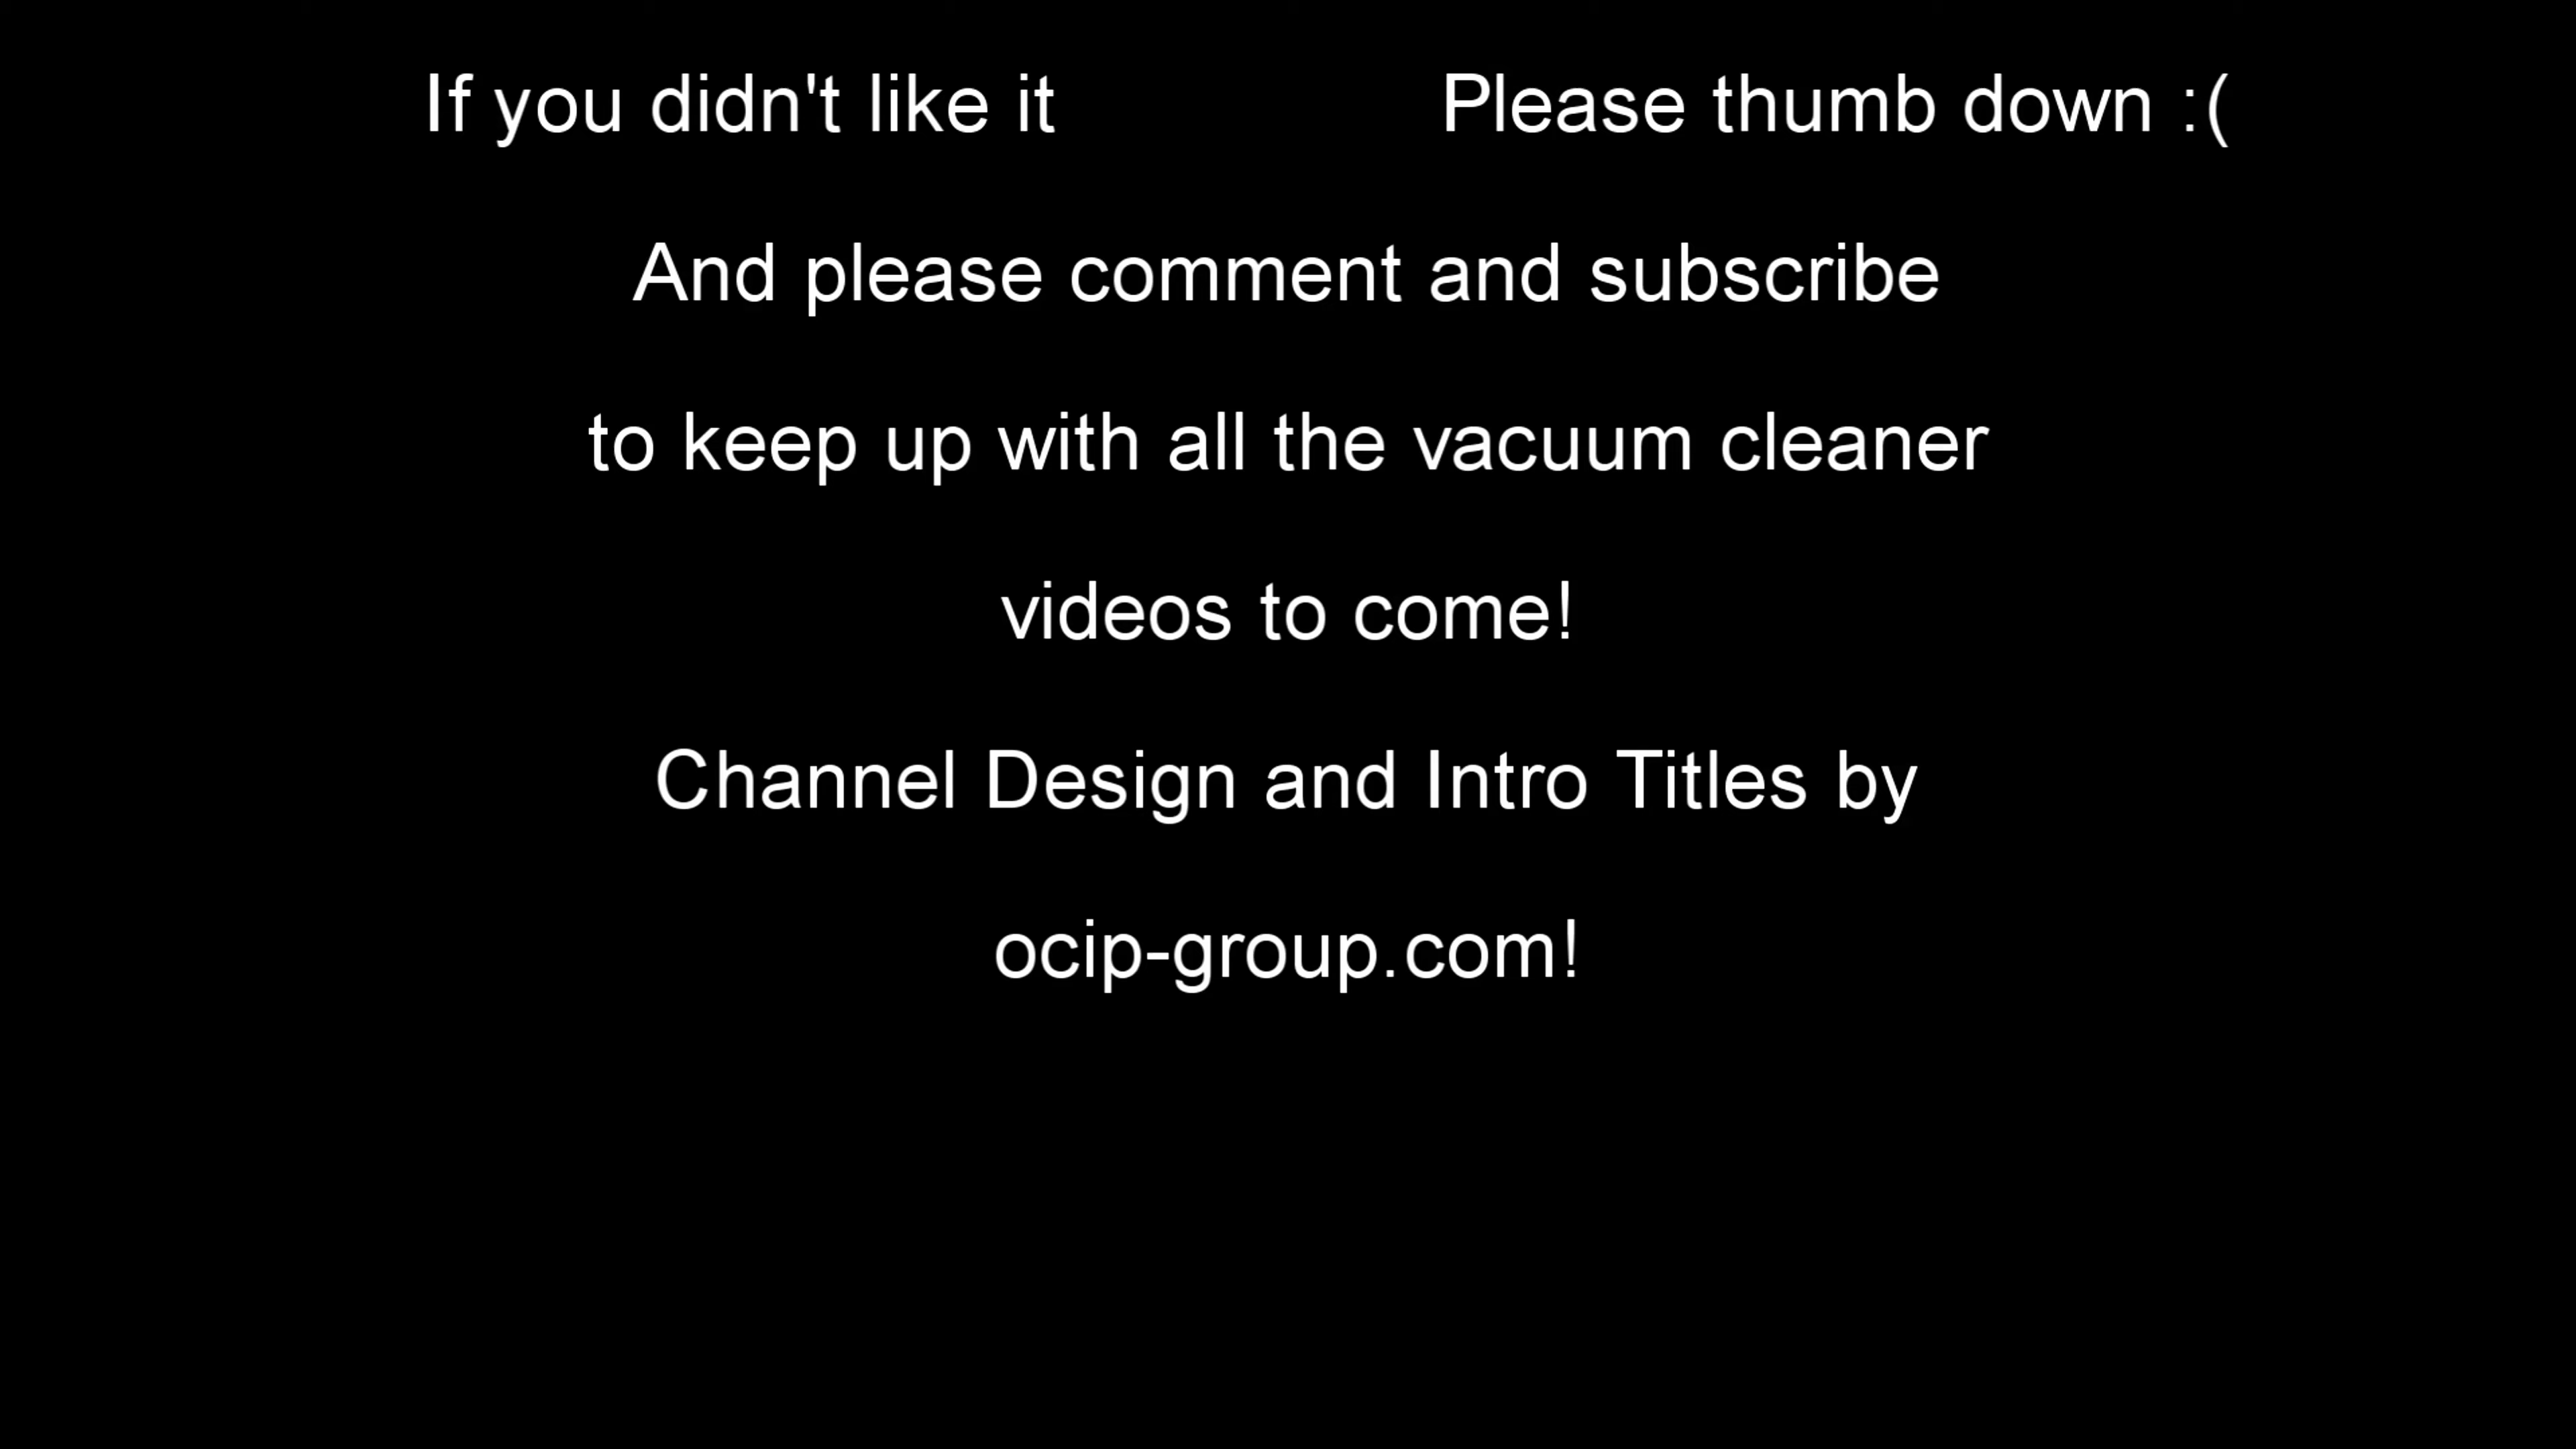 If you didn't like it Please thumb down :(
And please comment and subscribe
to keep up with all the vacuum cleaner
videos to come!
Channel Design and Intro Titles by
ocip-group.com!